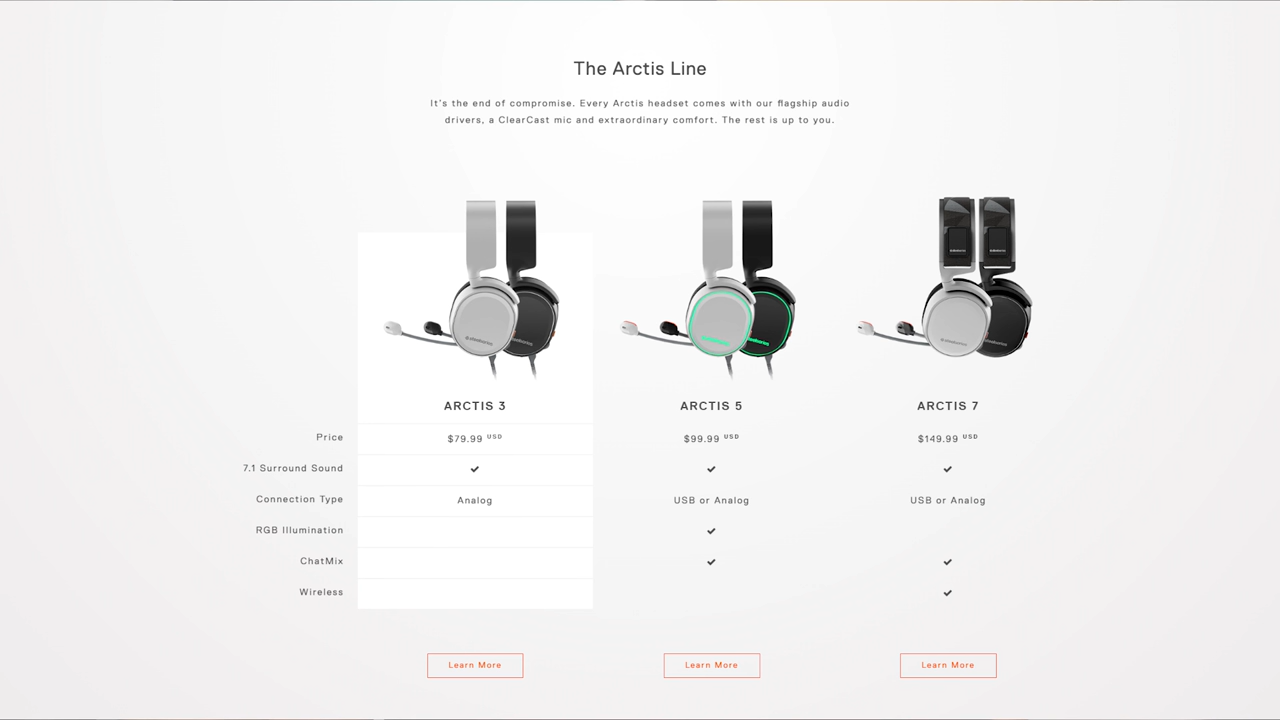 The Arctis Line
It's the end of compromise. Every Arctis headset comes with our flagship audio
drivers, a ClearCast mic and extraordinary comfort. The rest is up to you.
ARCTIS 3 ARCTIS 5 ARCTIS 7
Price $79.99 USD $99.99 USD $149.99 USD
7.1 Surround Sound
Connection Type Analog USB or Analog USB or Analog
RGB Illumination
ChatMix
Wireless
Learn More Learn More Learn More